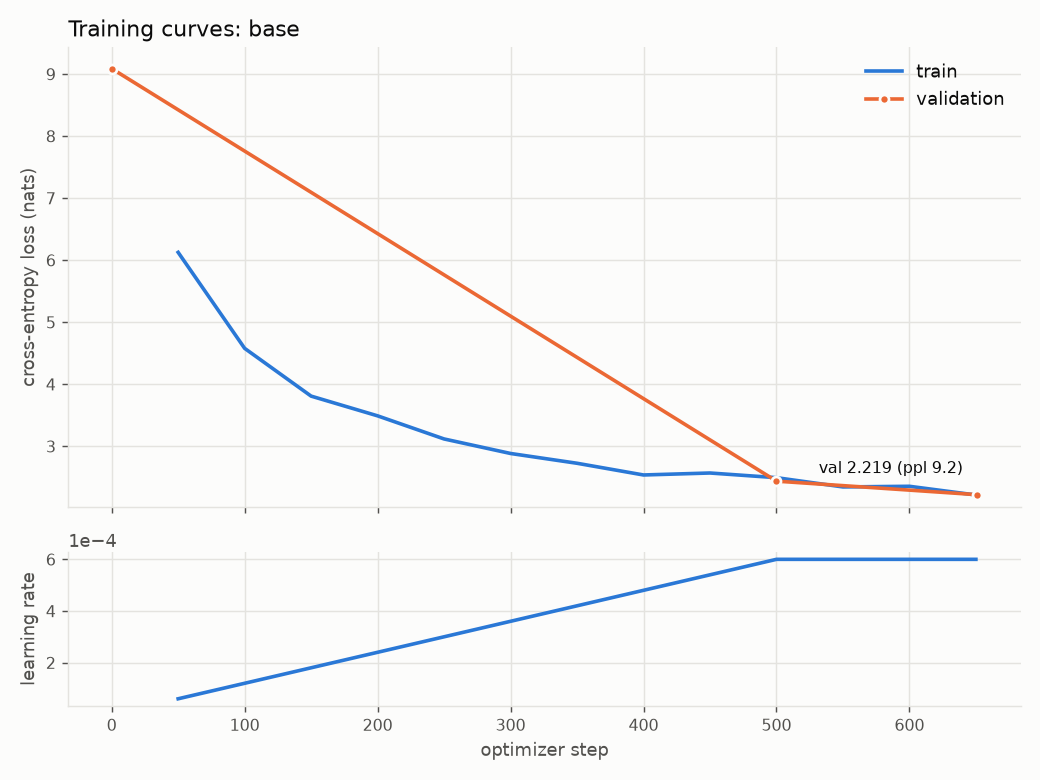 Training curves: base
train
validation
9
8
7
6
5
4
3
cross-entropy loss (nats)
val 2.219 (ppl 9.2)
1e−4
6
4
2
learning rate
0 100 200 300 400 500 600
optimizer step